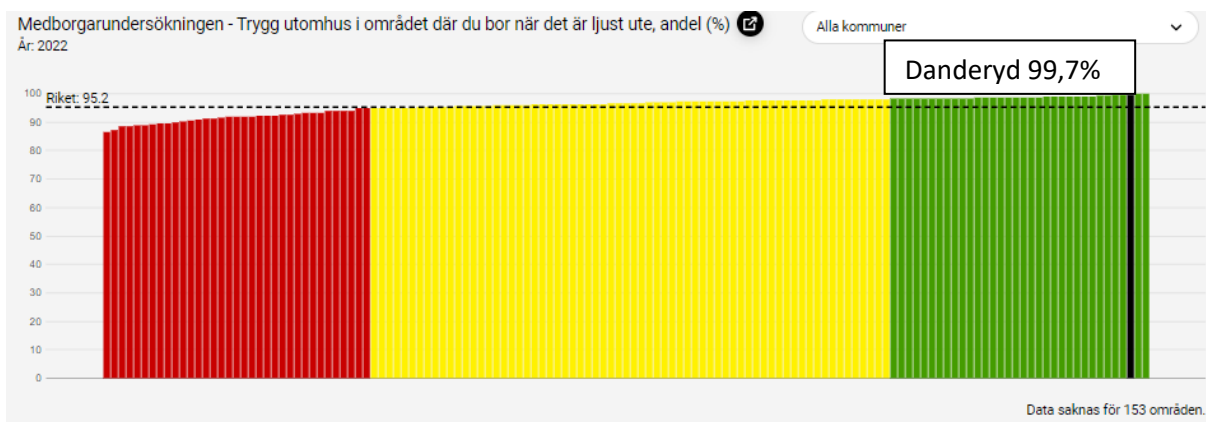 Medborgarundersökningen - Trygg utomhus i området där du bor när det är ljust ute, andel (%)
Alla kommuner
År: 2022
Danderyd 99,7%
100
Riket: 95.2
90
80
70
60
50
40
30
20
10
0
Data saknas för 153 områden.